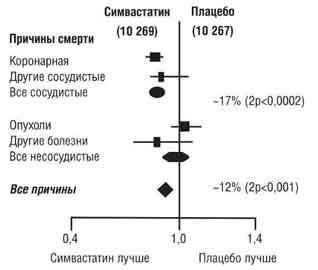 Симвастатин Плацебо
Причины смерти (10 269) (10 267)
Коронарная
Другие сосудистые
Все сосудистые
~17% (2p<0,0002)
Опухоли
Другие болезни
Все несосудистые
Все причины ~12% (2p<0,001)
0,4 1,0 1,4
Симвастатин лучше Плацебо лучше